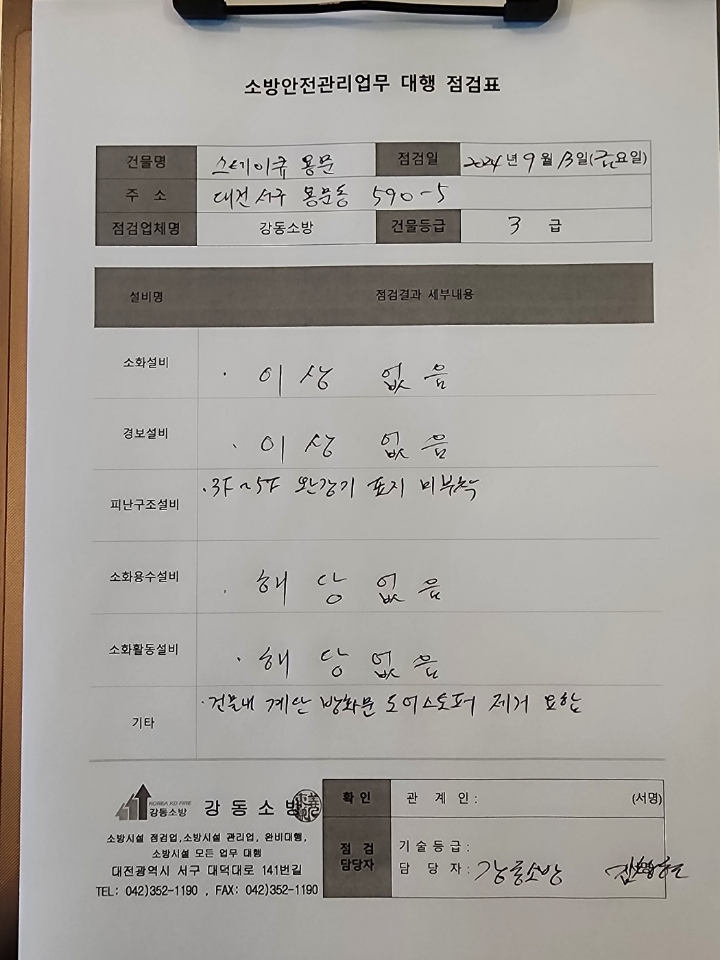 소방안전관리업무 대행 점검표
건물명 스테이큐 용문 점검일 2024년 9월 13일(금요일)
주 소 대전 서구 용문동 590-5
점검업체명 강동소방 건물등급 3 급
설비명 점검결과 세부내용
소화설비 · 이상 없음
경보설비 · 이상 없음
피난구조설비 · 3F~5F 완강기 표지 미부착
소화용수설비 · 해당없음
소화활동설비 · 해당없음
기타 · 건물내 계단 방화문 도어스토퍼 제거 요함
KOREA KD FIRE
강동소방 강동소방
소방시설 점검업,소방시설 관리업, 완비대행,
소방시설 모든 업무 대행
대전광역시 서구 대덕대로 141번길
TEL: 042)352-1190 , FAX: 042)352-1190
확 인 관 계 인 : (서명)
점 검
담당자
기 술 등 급 :
담 당 자 : 강동소방